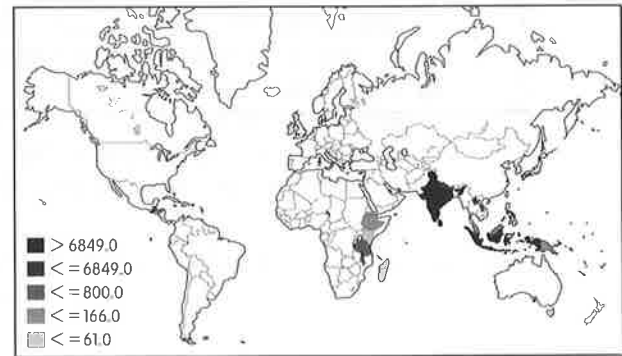 > 6849.0
< = 6849.0
< = 800.0
< = 166.0
< = 61.0